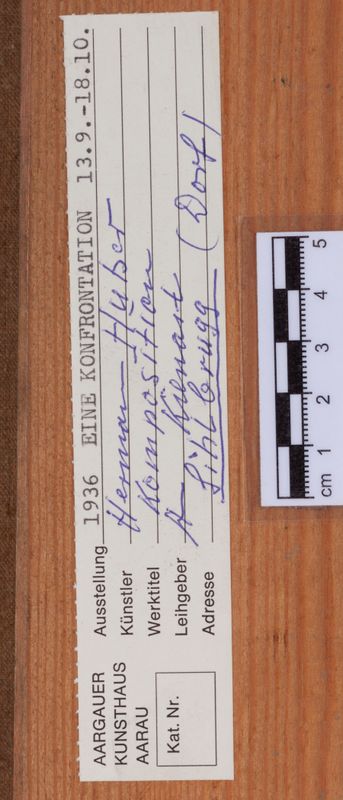 AARGAUER
KUNSTHAUS
AARAU
Kat. Nr.
Ausstellung 1936 EINE KONFRONTATION 13.9.-18.10.
Künstler Herman Huber
Werktitel Komposition
Leihgeber A Kienast
Adresse Sihlbrugg (Dorf)
cm 1 2 3 4 5